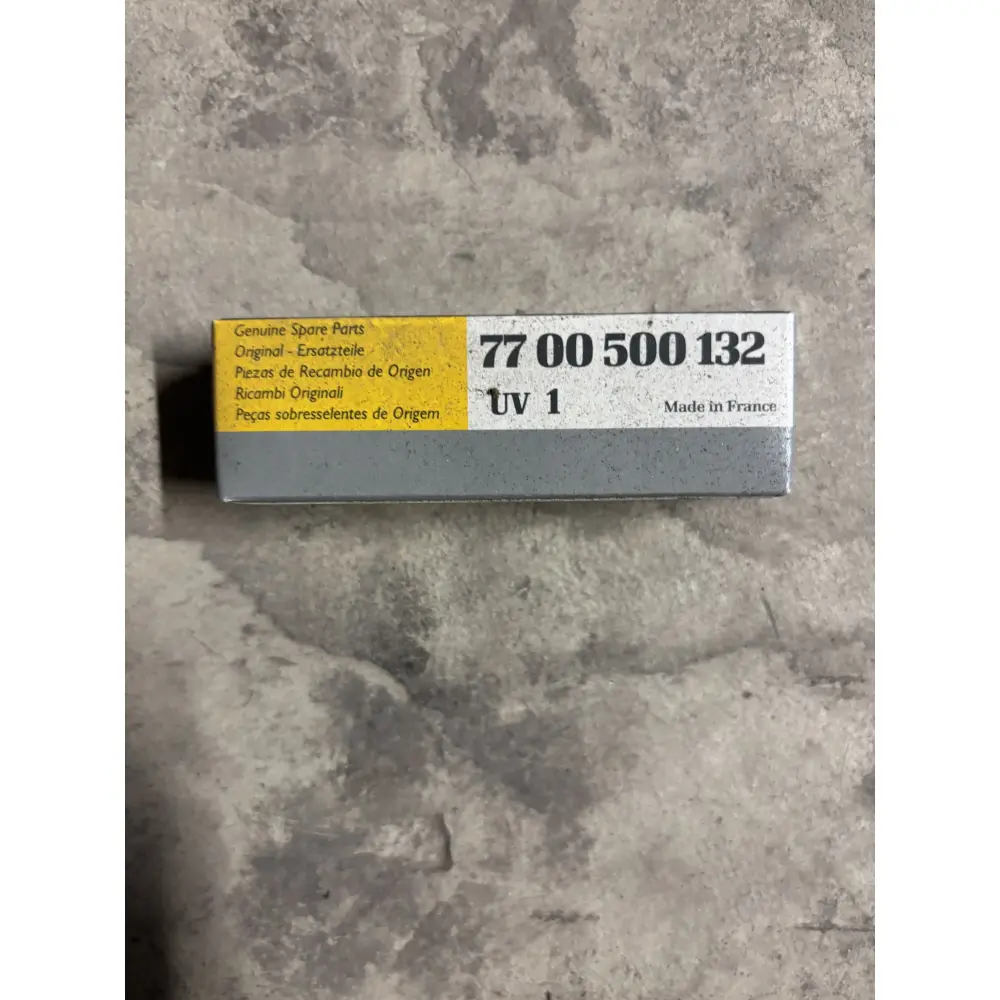 Genuine Spare Parts
Original - Ersatzteile
Piezas de Recambio de Origen
Ricambi Originali
Peças sobresselentes de Origem
77 00 500 132
UV 1
Made in France